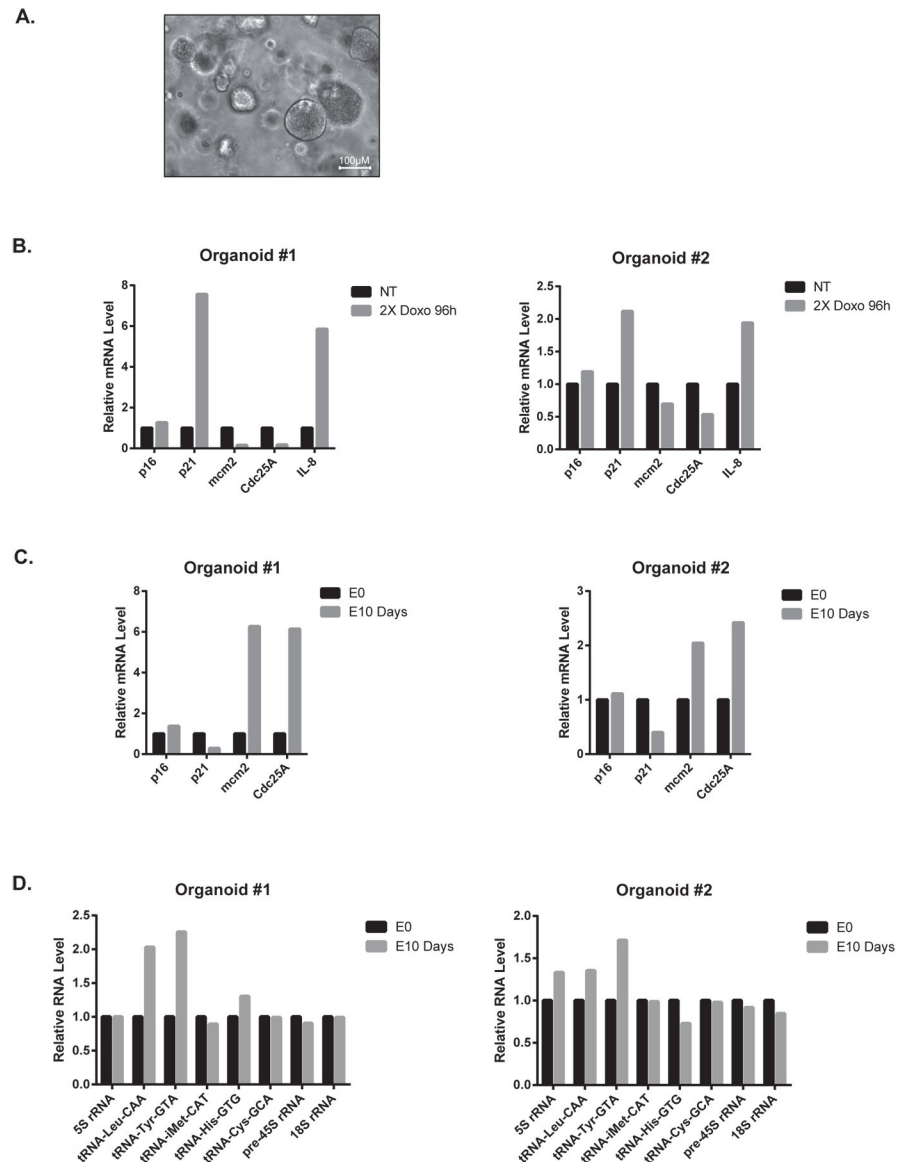 A.
100µM
B.
Organoid #1
Relative mRNA Level
8
6
4
2
0
p16
p21
mcm2
Cdc25A
IL-8
NT
2X Doxo 96h
Organoid #2
Relative mRNA Level
2.5
2.0
1.5
1.0
0.5
0.0
p16
p21
mcm2
Cdc25A
IL-8
NT
2X Doxo 96h
C.
Organoid #1
Relative mRNA Level
8
6
4
2
0
p16
p21
mcm2
Cdc25A
E0
E10 Days
Organoid #2
Relative mRNA Level
3
2
1
0
p16
p21
mcm2
Cdc25A
E0
E10 Days
D.
Organoid #1
Relative RNA Level
2.5
2.0
1.5
1.0
0.5
0.0
5S rRNA
tRNA-Leu-CAA
tRNA-Tyr-GTA
tRNA-iMet-CAT
tRNA-His-GTG
tRNA-Cys-GCA
pre-45S rRNA
18S rRNA
E0
E10 Days
Organoid #2
Relative RNA Level
2.0
1.5
1.0
0.5
0.0
5S rRNA
tRNA-Leu-CAA
tRNA-Tyr-GTA
tRNA-iMet-CAT
tRNA-His-GTG
tRNA-Cys-GCA
pre-45S rRNA
18S rRNA
E0
E10 Days